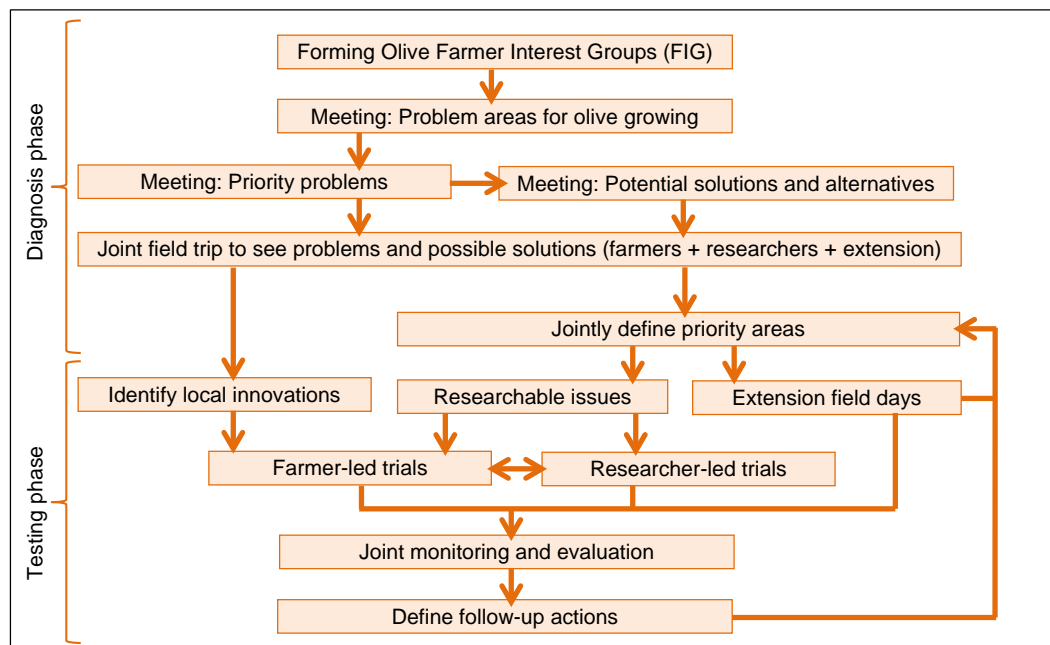 Diagnosis phase
Forming Olive Farmer Interest Groups (FIG)
Meeting: Problem areas for olive growing
Meeting: Priority problems
Meeting: Potential solutions and alternatives
Joint field trip to see problems and possible solutions (farmers + researchers + extension)
Jointly define priority areas
Testing phase
Identify local innovations
Researchable issues
Extension field days
Farmer-led trials
Researcher-led trials
Joint monitoring and evaluation
Define follow-up actions